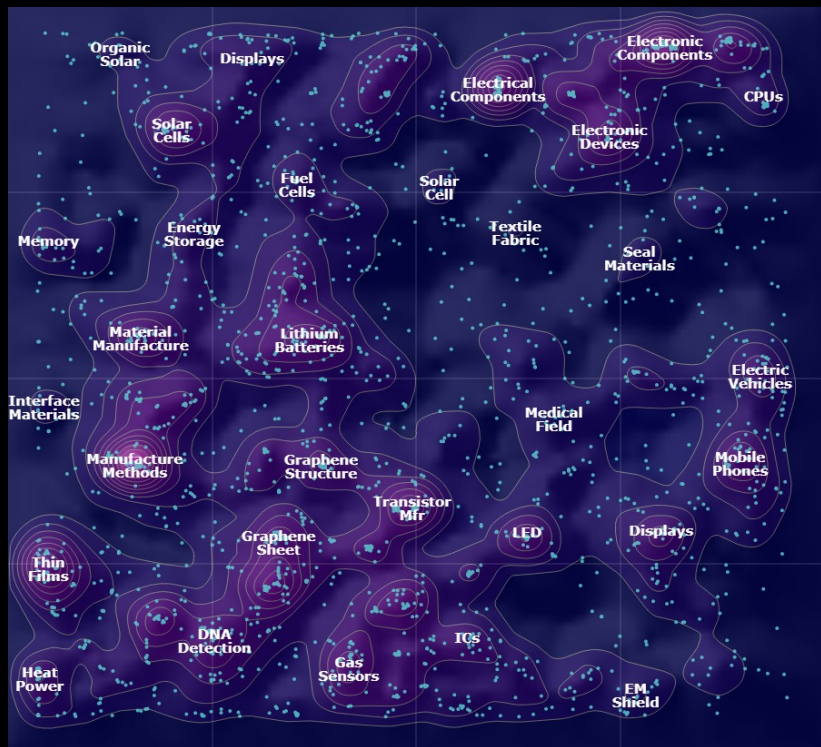 Organic
Solar
Displays
Electronic
Components
Electrical
Components
CPUs
Solar
Cells
Electronic
Devices
Fuel
Cells
Solar
Cell
Energy
Storage
Textile
Fabric
Memory
Seal
Materials
Material
Manufacture
Lithium
Batteries
Electric
Vehicles
Interface
Materials
Medical
Field
Manufacture
Methods
Graphene
Structure
Mobile
Phones
Transistor
Mfr
Graphene
Sheet
LED
Displays
Thin
Films
DNA
Detection
ICs
Gas
Sensors
Heat
Power
EM
Shield